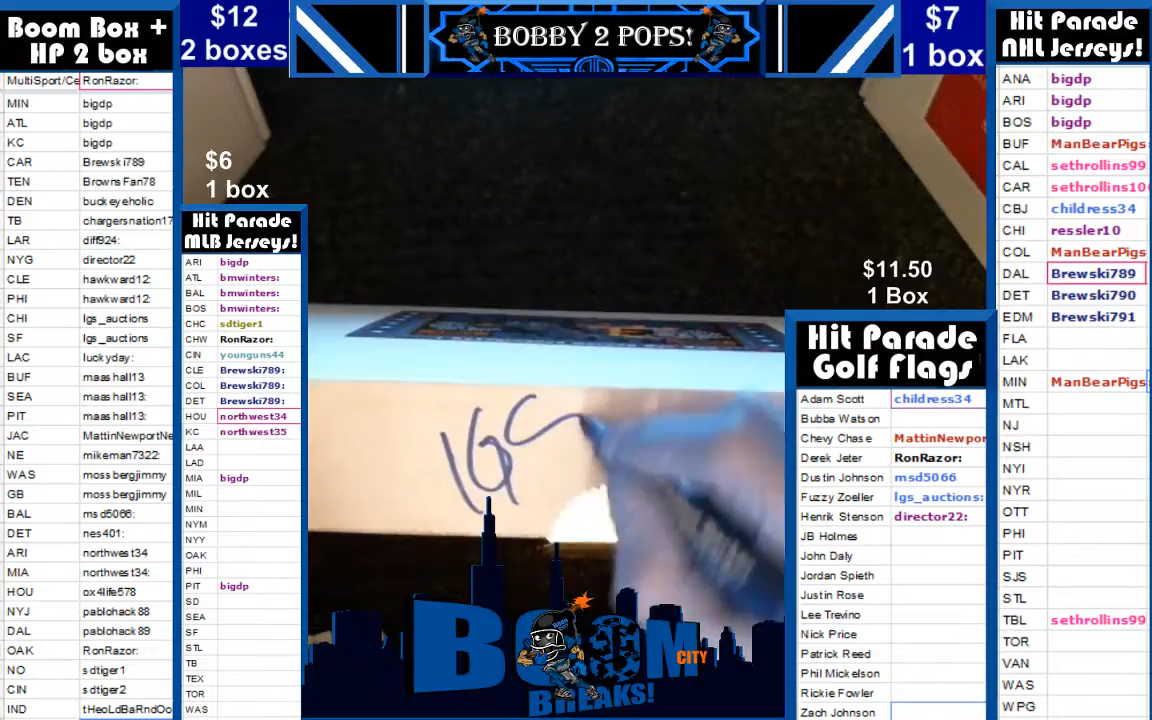 Boom Box +
HP 2 box
MultiSport/Ce RonRazor:
MIN bigdp
ATL bigdp
KC bigdp
CAR Brewski789
TEN Browns Fan78
DEN buckeyeholic
TB chargersnation17
LAR diff924:
NYG director22
CLE hawkward12:
PHI hawkward12:
CHI lgs_auctions
SF lgs_auctions
LAC luckyday:
BUF maashall13
SEA maashall13:
PIT maashall13:
JAC MattinNewportNe
NE mikeman7322:
WAS mossbergjimmy
GB mossbergjimmy
BAL msd5066:
DET nes401:
ARI northwest34
MIA northwest34:
HOU ox4life578
NYJ pablohack88
DAL pablohack89
OAK RonRazor:
NO sdtiger1
CIN sdtiger2
IND tHeoLdBaRndOo
$12
2 boxes
BOBBY 2 POPS!
$7
1 box
$6
1 box
Hit Parade
MLB Jerseys!
ARI bigdp
ATL bmwinters:
BAL bmwinters:
BOS bmwinters:
CHC sdtiger1
CHW RonRazor:
CIN younguns44
CLE Brewski789:
COL Brewski789:
DET Brewski789:
HOU northwest34
KC northwest35
LAA
LAD
MIA bigdp
MIL
MIN
NYM
NYY
OAK
PHI
PIT bigdp
SD
SEA
SF
STL
TB
TEX
TOR
WAS
IGC
BOOM
CITY
BREAKS!
$11.50
1 Box
Hit Parade
Golf Flags
Adam Scott childress34
Bubba Watson
Chevy Chase MattinNewpor
Derek Jeter RonRazor:
Dustin Johnson msd5066
Fuzzy Zoeller lgs_auctions:
Henrik Stenson director22:
JB Holmes
John Daly
Jordan Spieth
Justin Rose
Lee Trevino
Nick Price
Patrick Reed
Phil Mickelson
Rickie Fowler
Zach Johnson
Hit Parade
NHL Jerseys!
ANA bigdp
ARI bigdp
BOS bigdp
BUF ManBearPigs
CAL sethrollins99
CAR sethrollins10
CBJ childress34
CHI ressler10
COL ManBearPigs
DAL Brewski789
DET Brewski790
EDM Brewski791
FLA
LAK
MIN ManBearPigs
MTL
NJ
NSH
NYI
NYR
OTT
PHI
PIT
SJS
STL
TBL sethrollins99
TOR
VAN
WAS
WPG